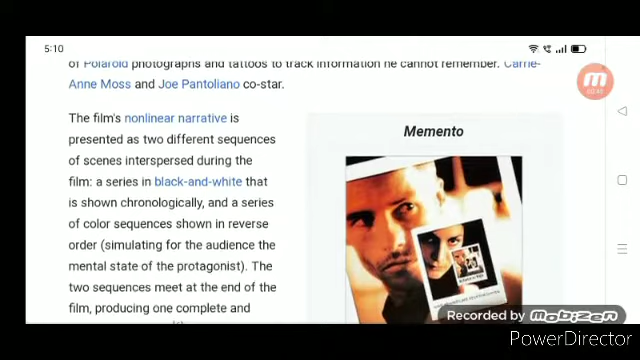 5:10
of Polaroid photographs and tattoos to track information he cannot remember. Carrie-
Anne Moss and Joe Pantoliano co-star.
The film's nonlinear narrative is
presented as two different sequences
of scenes interspersed during the
film: a series in black-and-white that
is shown chronologically, and a series
of color sequences shown in reverse
order (simulating for the audience the
mental state of the protagonist). The
two sequences meet at the end of the
film, producing one complete and
Memento
00:41
Recorded by mobizen
PowerDirector